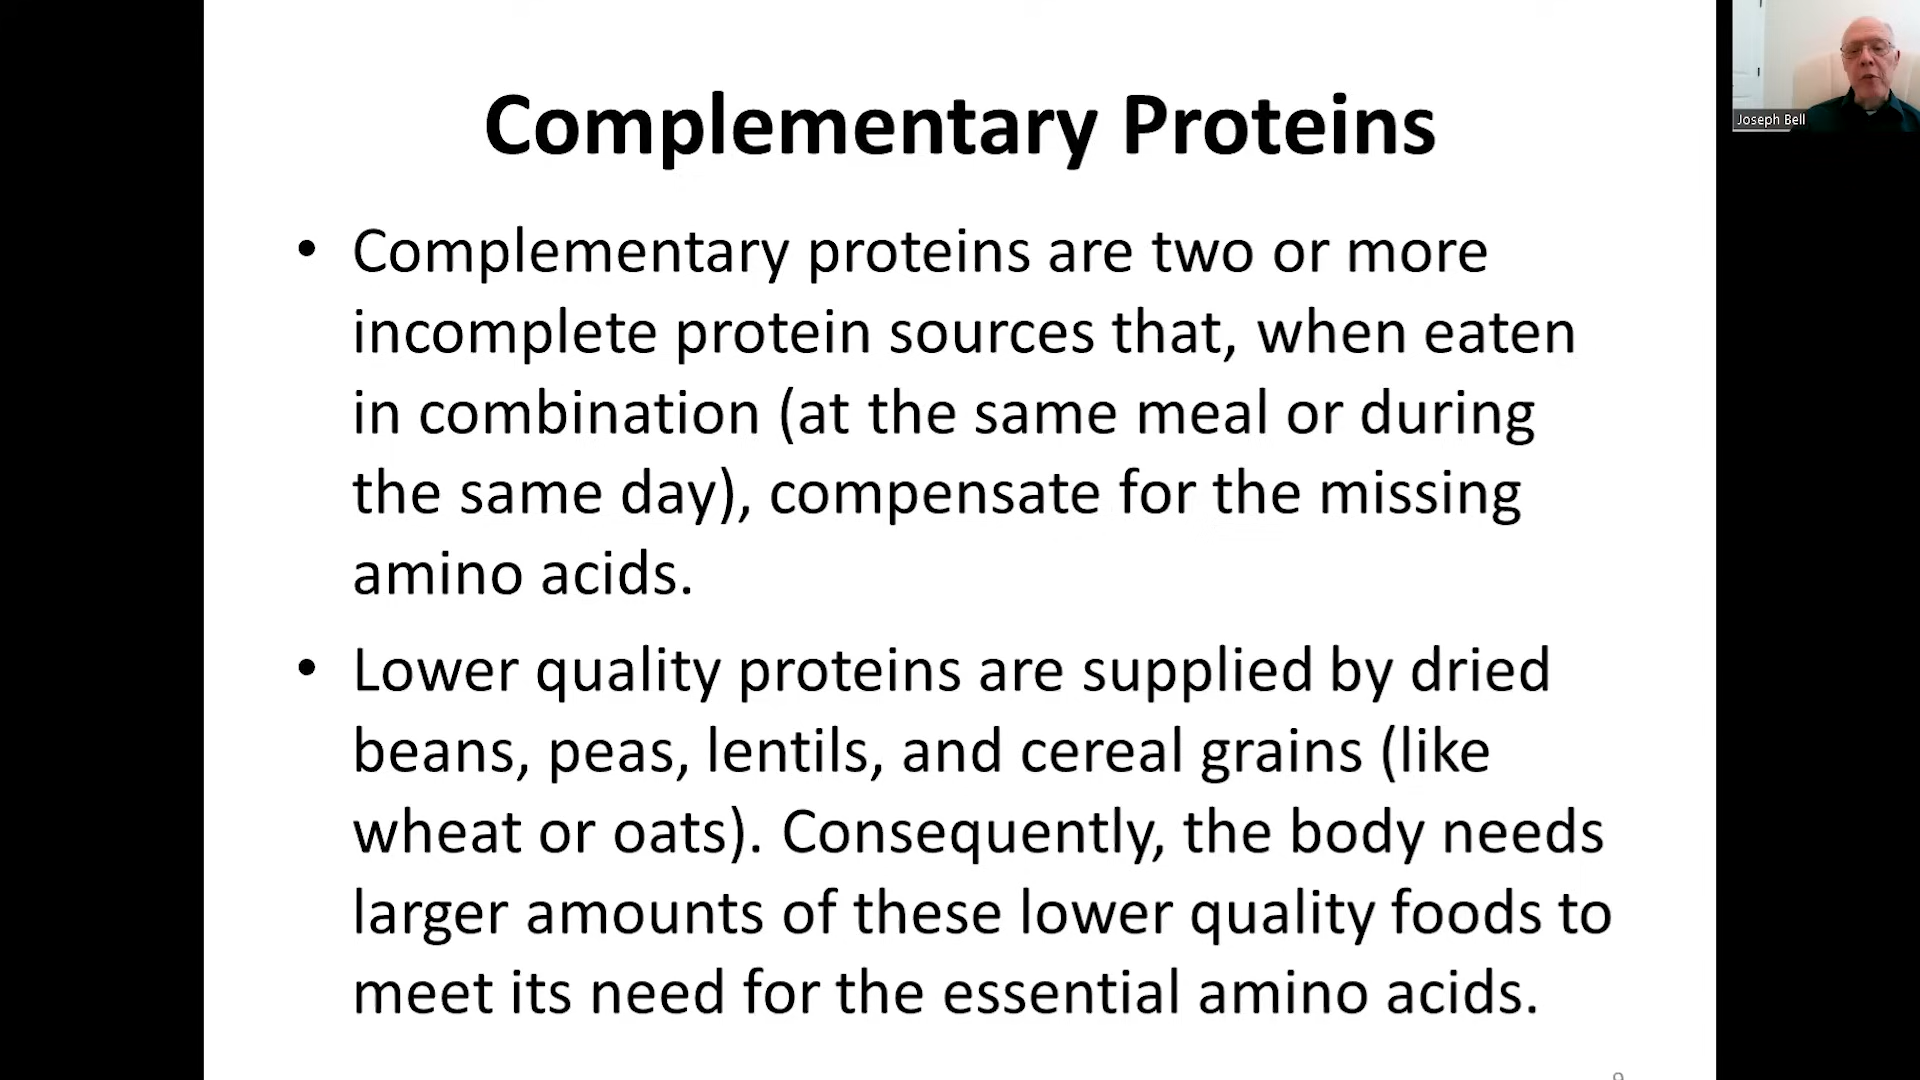 Complementary Proteins
Joseph Bell
• Complementary proteins are two or more
incomplete protein sources that, when eaten
in combination (at the same meal or during
the same day), compensate for the missing
amino acids.
• Lower quality proteins are supplied by dried
beans, peas, lentils, and cereal grains (like
wheat or oats). Consequently, the body needs
larger amounts of these lower quality foods to
meet its need for the essential amino acids.